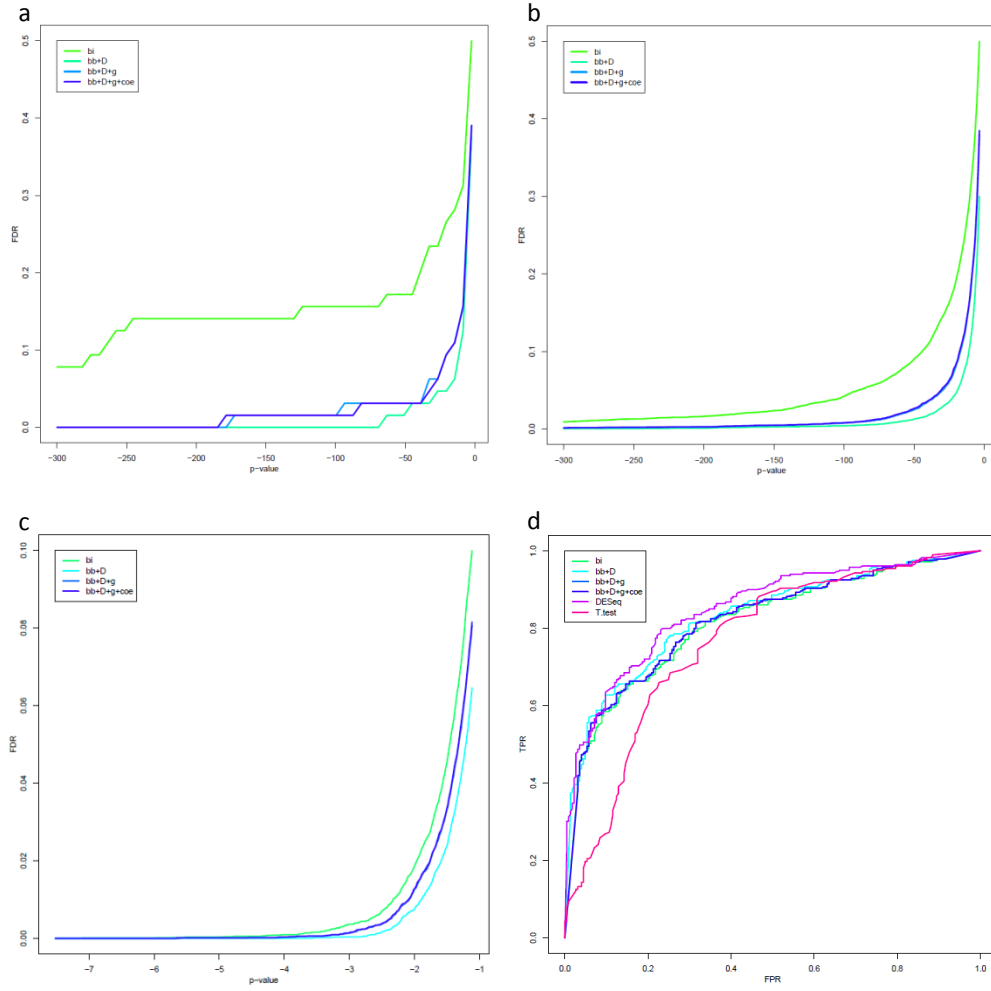 a
bi
bb+D
bb+D+g
bb+D+g+coe
FDR
0.0
0.1
0.2
0.3
0.4
0.5
−300 −250 −200 −150 −100 −50 0
p−value
b
bi
bb+D
bb+D+g
bb+D+g+coe
FDR
0.0
0.1
0.2
0.3
0.4
0.5
−300 −250 −200 −150 −100 −50 0
p−value
c
bi
bb+D
bb+D+g
bb+D+g+coe
FDR
0.00
0.02
0.04
0.06
0.08
0.10
−7 −6 −5 −4 −3 −2 −1
p−value
d
bi
bb+D
bb+D+g
bb+D+g+coe
DESeq
T.test
TPR
0.0
0.2
0.4
0.6
0.8
1.0
0.0 0.2 0.4 0.6 0.8 1.0
FPR